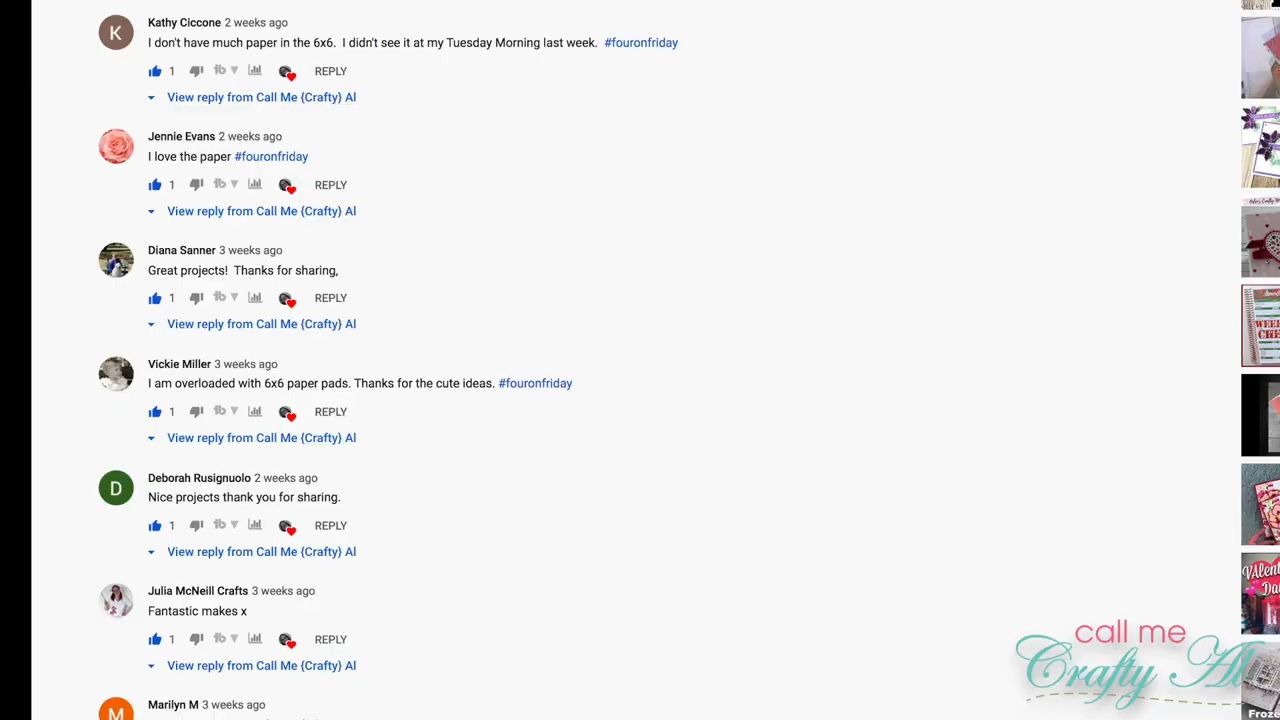 Kathy Ciccone 2 weeks ago
I don't have much paper in the 6x6. I didn't see it at my Tuesday Morning last week. #fouronfriday
1 REPLY
View reply from Call Me {Crafty} Al
Jennie Evans 2 weeks ago
I love the paper #fouronfriday
1 REPLY
View reply from Call Me {Crafty} Al
Diana Sanner 3 weeks ago
Great projects! Thanks for sharing,
1 REPLY
View reply from Call Me {Crafty} Al
Vickie Miller 3 weeks ago
I am overloaded with 6x6 paper pads. Thanks for the cute ideas. #fouronfriday
1 REPLY
View reply from Call Me {Crafty} Al
Deborah Rusignuolo 2 weeks ago
Nice projects thank you for sharing.
1 REPLY
View reply from Call Me {Crafty} Al
Julia McNeill Crafts 3 weeks ago
Fantastic makes x
1 REPLY
View reply from Call Me {Crafty} Al
Marilyn M 3 weeks ago
K
D
M
call me
Crafty Al